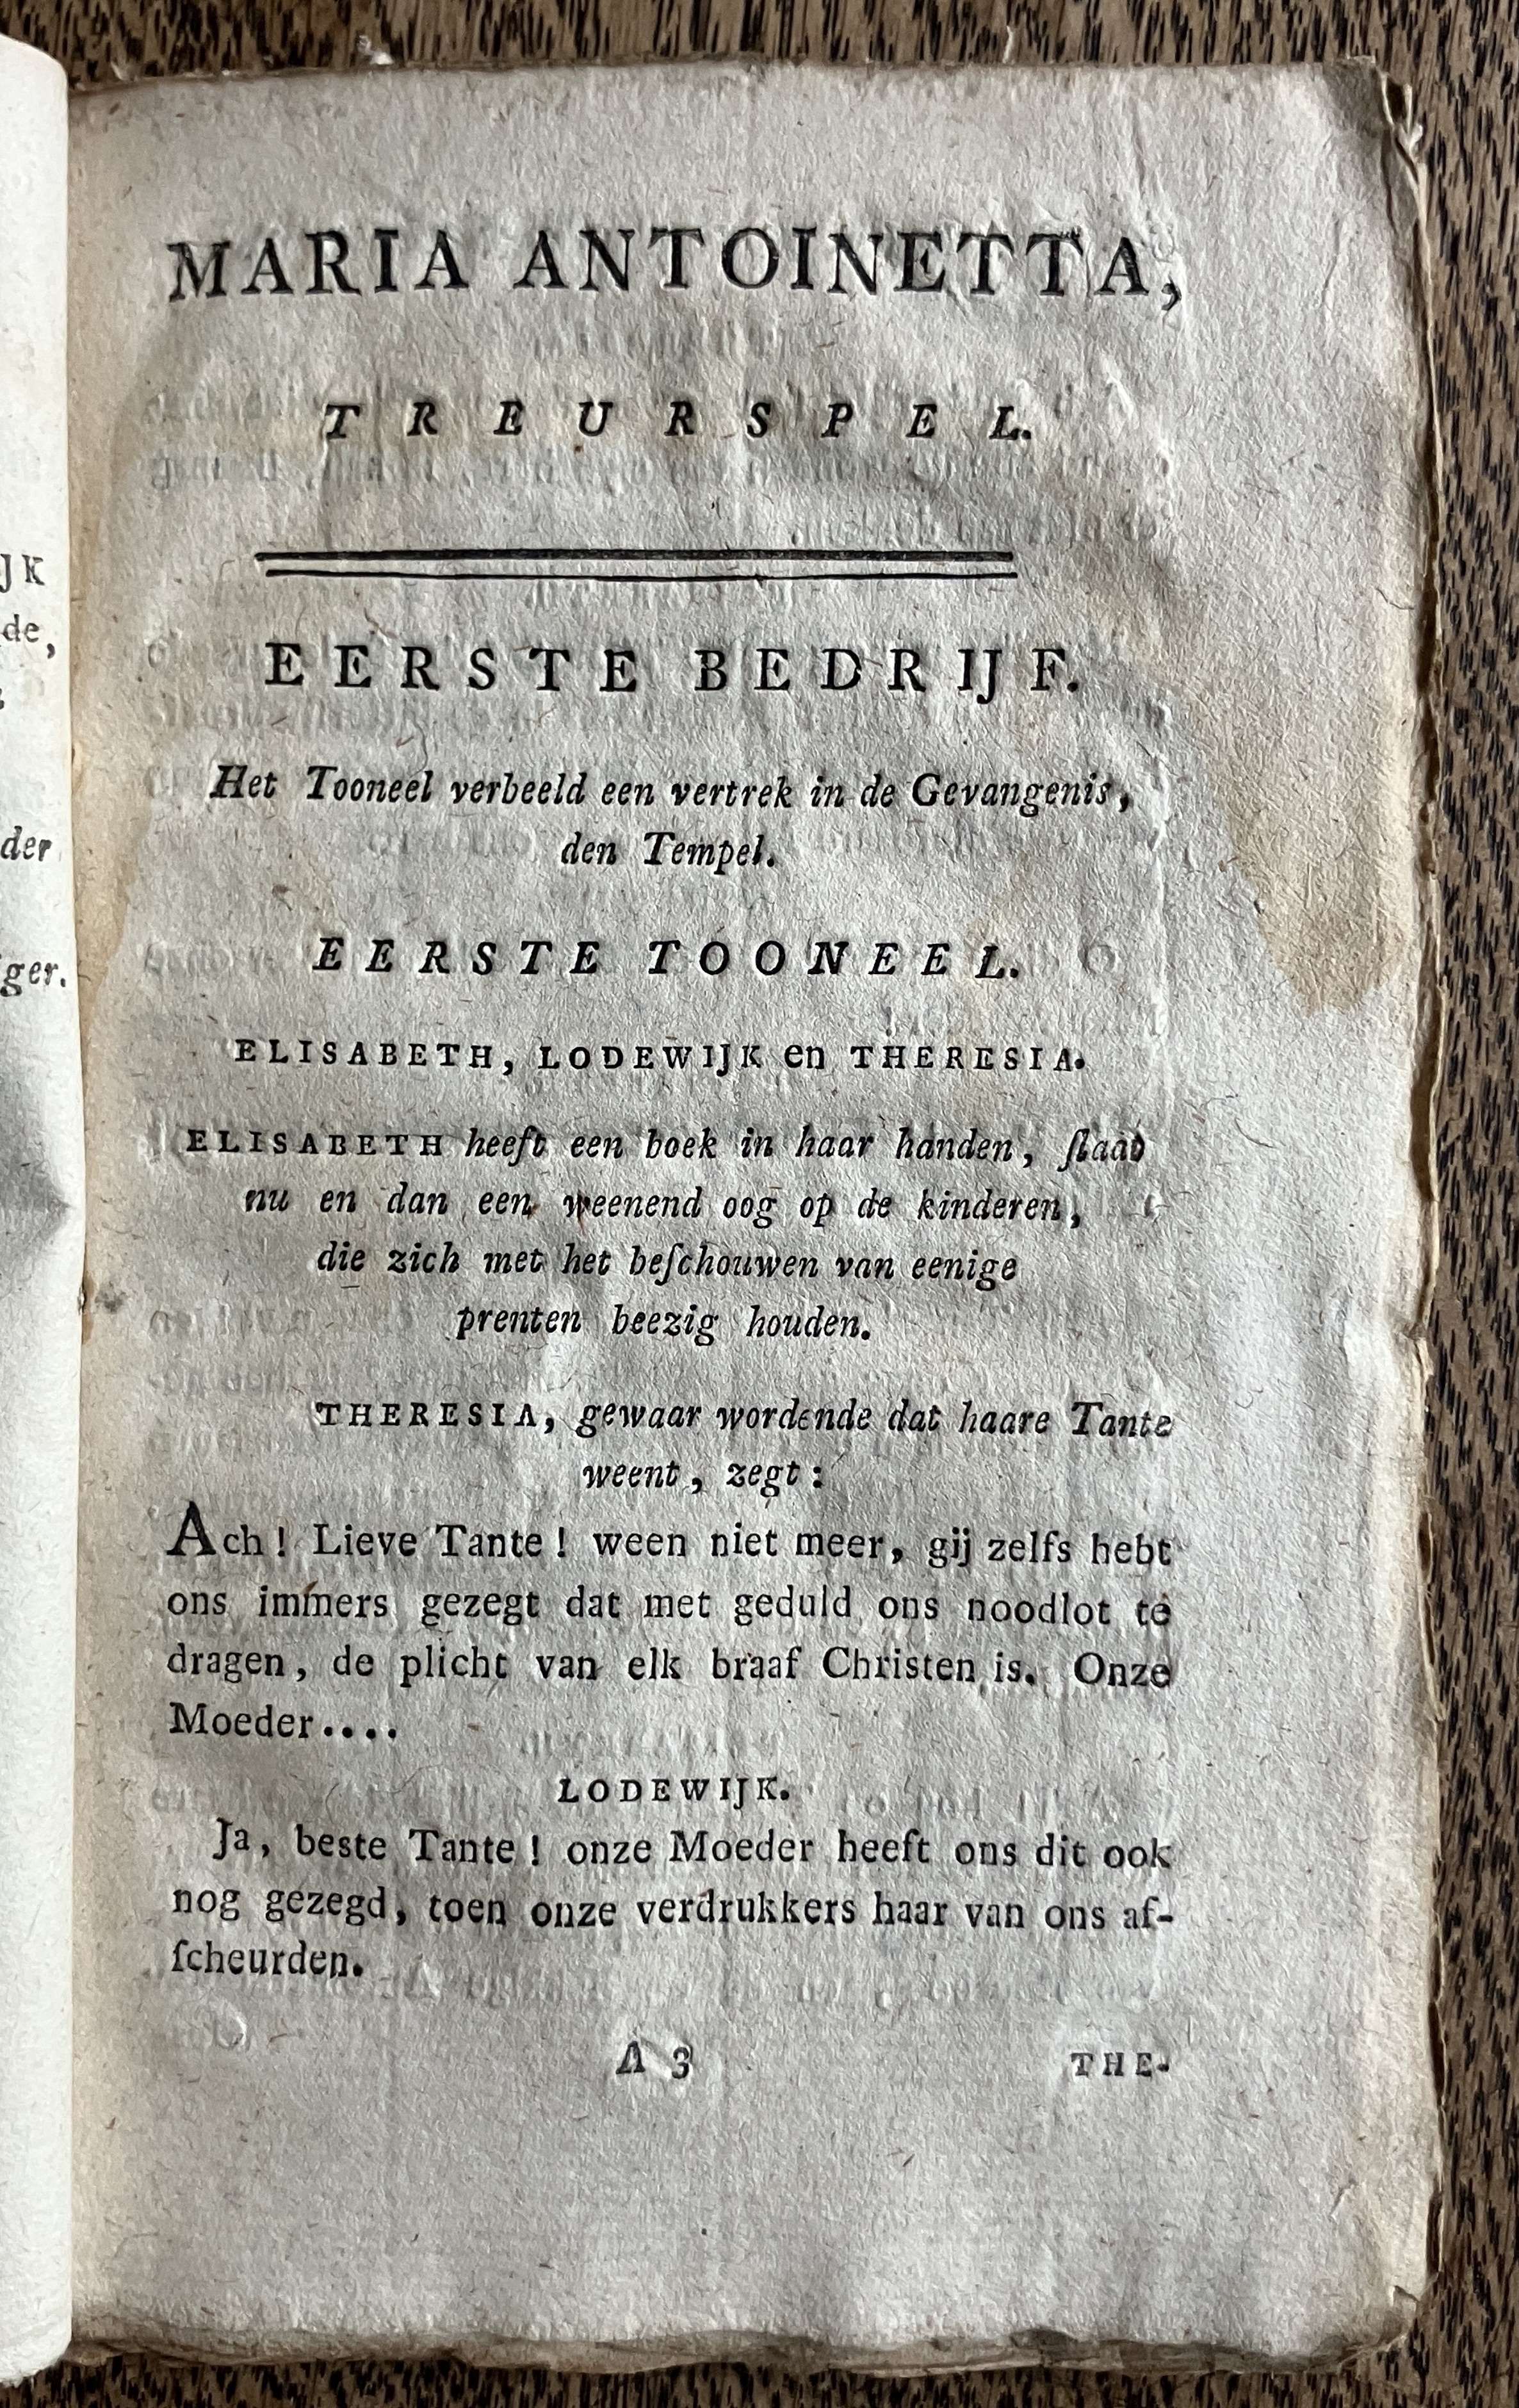 MARIA ANTOINETTA,
TREURSPEL.
EERSTE BEDRIJF.
Het Tooneel verbeeld een vertrek in de Gevangenis,
den Tempel.
EERSTE TOONEEL.
ELISABETH, LODEWIJK en THERESIA.
ELISABETH heeft een boek in haar handen, ſlaat
nu en dan een weenend oog op de kinderen,
die zich met het beſchouwen van eenige
prenten beezig houden.
THERESIA, gewaar wordende dat haare Tante
weent, zegt:
Ach! Lieve Tante! ween niet meer, gij zelfs hebt
ons immers gezegt dat met geduld ons noodlot te
dragen, de plicht van elk braaf Christen is. Onze
Moeder....
LODEWIJK.
Ja, beste Tante! onze Moeder heeft ons dit ook
nog gezegd, toen onze verdrukkers haar van ons af-
ſcheurden.
A 3 THE-
JK
de,
der
ger.